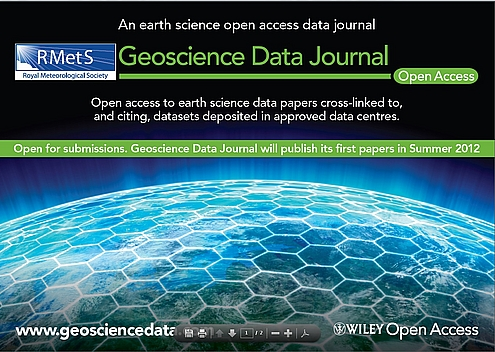 An earth science open access data journal
RMetS
Royal Meteorological Society
Geoscience Data Journal
Open Access
Open access to earth science data papers cross-linked to,
and citing, datasets deposited in approved data centres.
Open for submissions. Geoscience Data Journal will publish its first papers in Summer 2012
www.geosciencedata
1 / 2
WILEY Open Access